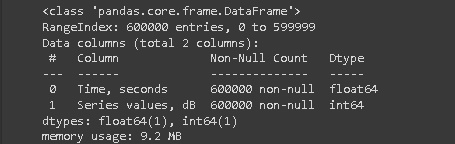 <class 'pandas.core.frame.DataFrame'>
RangeIndex: 600000 entries, 0 to 599999
Data columns (total 2 columns):
 #   Column             Non-Null Count   Dtype
---  ------             --------------   -----
 0   Time, seconds      600000 non-null  float64
 1   Series values, dB  600000 non-null  int64
dtypes: float64(1), int64(1)
memory usage: 9.2 MB